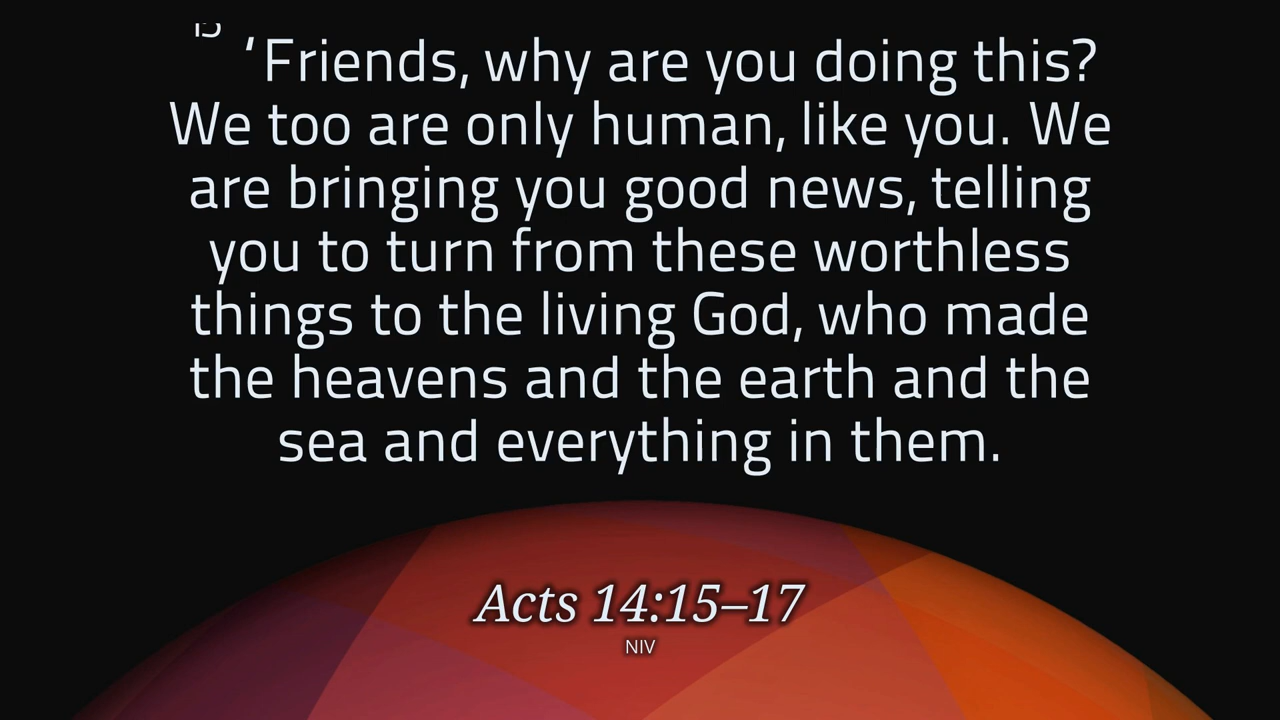 15 ‘Friends, why are you doing this?
We too are only human, like you. We
are bringing you good news, telling
you to turn from these worthless
things to the living God, who made
the heavens and the earth and the
sea and everything in them.
Acts 14:15–17
NIV